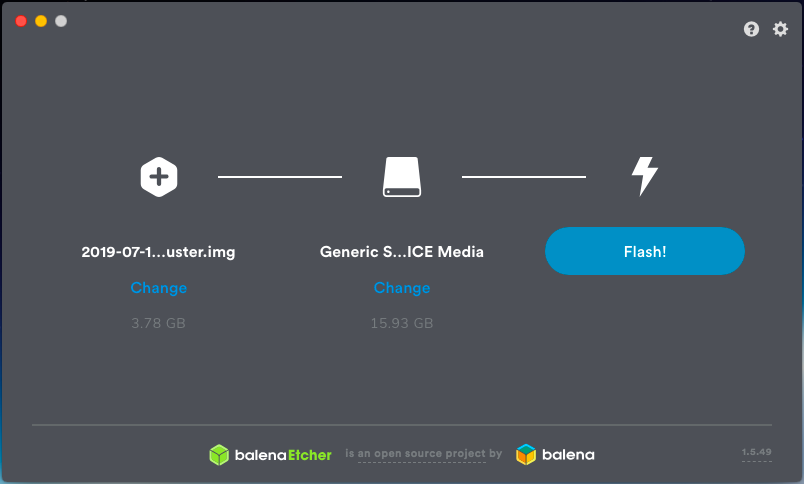 2019-07-1...uster.img
Change
3.78 GB
Generic S...ICE Media
Change
15.93 GB
Flash!
balenaEtcher is an open source project by balena
1.5.49